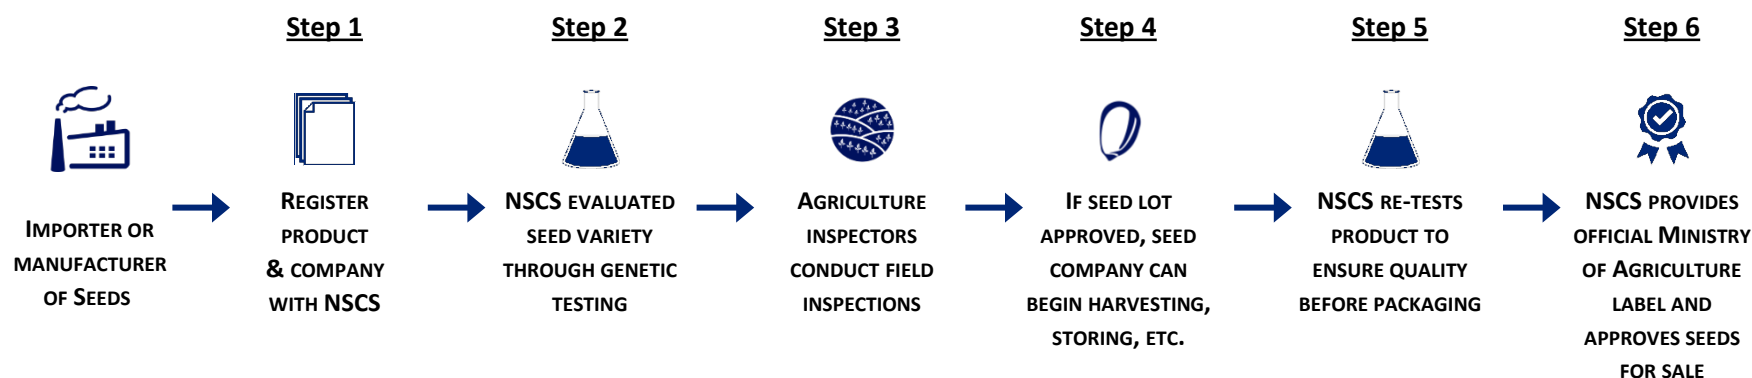 Step 1
Step 2
Step 3
Step 4
Step 5
Step 6
IMPORTER OR
MANUFACTURER
OF SEEDS
REGISTER
PRODUCT
& COMPANY
WITH NSCS
NSCS EVALUATED
SEED VARIETY
THROUGH GENETIC
TESTING
AGRICULTURE
INSPECTORS
CONDUCT FIELD
INSPECTIONS
IF SEED LOT
APPROVED, SEED
COMPANY CAN
BEGIN HARVESTING,
STORING, ETC.
NSCS RE-TESTS
PRODUCT TO
ENSURE QUALITY
BEFORE PACKAGING
NSCS PROVIDES
OFFICIAL MINISTRY
OF AGRICULTURE
LABEL AND
APPROVES SEEDS
FOR SALE